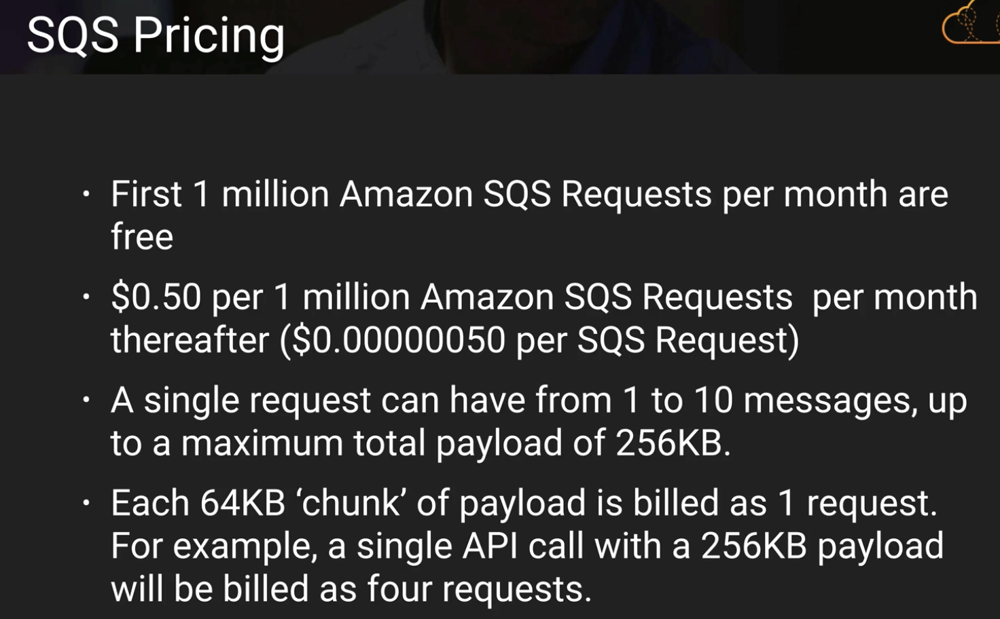 SQS Pricing
· First 1 million Amazon SQS Requests per month are
free
· $0.50 per 1 million Amazon SQS Requests  per month
thereafter ($0.00000050 per SQS Request)
· A single request can have from 1 to 10 messages, up
to a maximum total payload of 256KB.
· Each 64KB ‘chunk’ of payload is billed as 1 request.
For example, a single API call with a 256KB payload
will be billed as four requests.